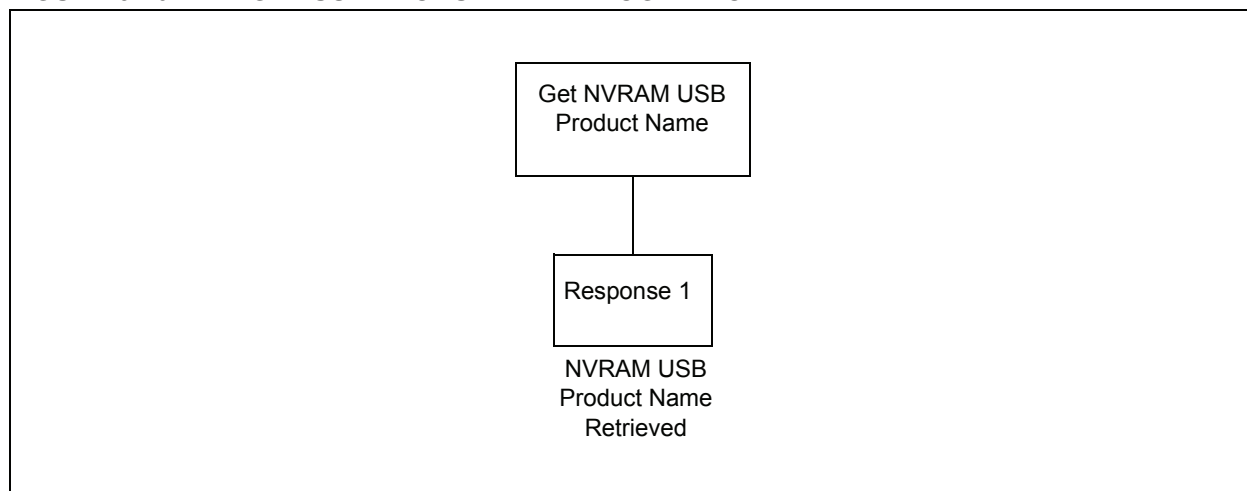 Get NVRAM USB
Product Name
Response 1
NVRAM USB
Product Name
Retrieved